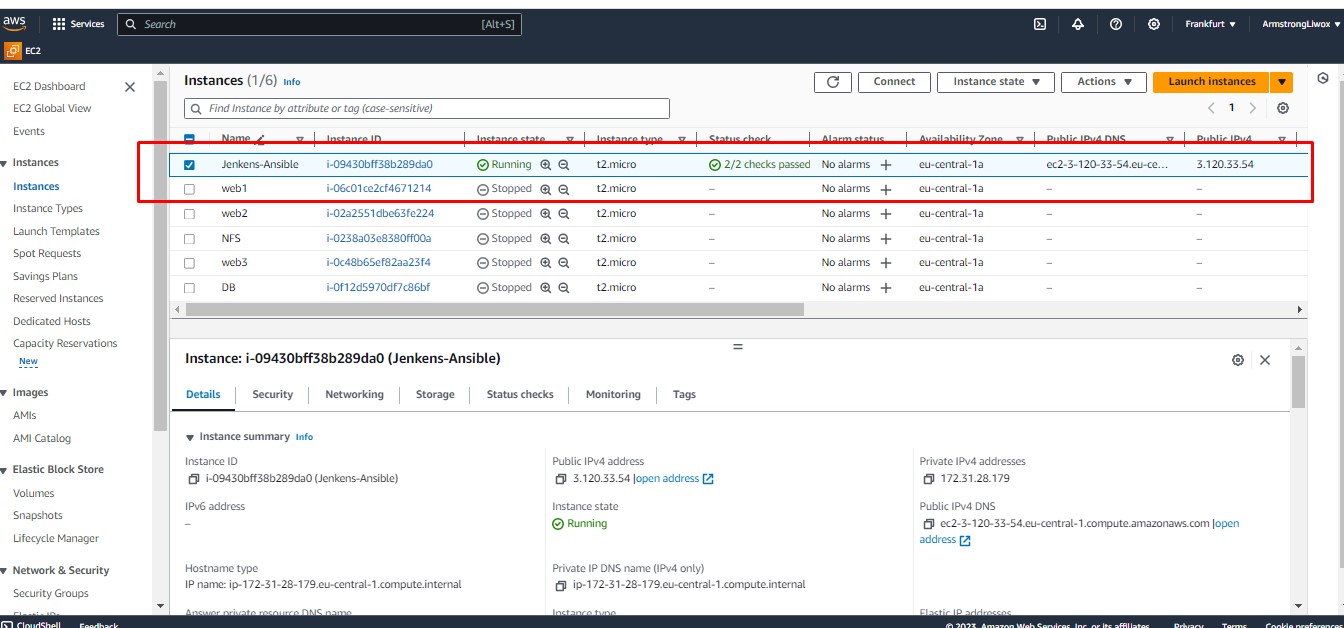 aws Services Search [Alt+S] Frankfurt ArmstrongLiwox
EC2
EC2 Dashboard
EC2 Global View
Events
Instances
Instances
Instance Types
Launch Templates
Spot Requests
Savings Plans
Reserved Instances
Dedicated Hosts
Capacity Reservations
New
Images
AMIs
AMI Catalog
Elastic Block Store
Volumes
Snapshots
Lifecycle Manager
Network & Security
Security Groups
Elastic IPs
Instances (1/6) Info Connect Instance state Actions Launch instances
Find Instance by attribute or tag (case-sensitive) 1
Name Instance ID Instance state Instance type Status check Alarm status Availability Zone Public IPv4 DNS Public IPv4
Jenkens-Ansible i-09430bff38b289da0 Running t2.micro 2/2 checks passed No alarms + eu-central-1a ec2-3-120-33-54.eu-ce... 3.120.33.54
web1 i-06c01ce2cf4671214 Stopped t2.micro – No alarms + eu-central-1a – –
web2 i-02a2551dbe63fe224 Stopped t2.micro – No alarms + eu-central-1a – –
NFS i-0238a03e8380ff00a Stopped t2.micro – No alarms + eu-central-1a – –
web3 i-0c48b65ef82aa23f4 Stopped t2.micro – No alarms + eu-central-1a – –
DB i-0f12d5970df7c86bf Stopped t2.micro – No alarms + eu-central-1a – –
Instance: i-09430bff38b289da0 (Jenkens-Ansible)
Details Security Networking Storage Status checks Monitoring Tags
Instance summary Info
Instance ID
i-09430bff38b289da0 (Jenkens-Ansible)
Public IPv4 address
3.120.33.54 |open address
Private IPv4 addresses
172.31.28.179
IPv6 address
–
Instance state
Running
Public IPv4 DNS
ec2-3-120-33-54.eu-central-1.compute.amazonaws.com |open
address
Hostname type
IP name: ip-172-31-28-179.eu-central-1.compute.internal
Private IP DNS name (IPv4 only)
ip-172-31-28-179.eu-central-1.compute.internal
Answer private resource DNS name
Instance type
Elastic IP addresses
CloudShell Feedback © 2023, Amazon Web Services, Inc. or its affiliates. Privacy Terms Cookie preferences